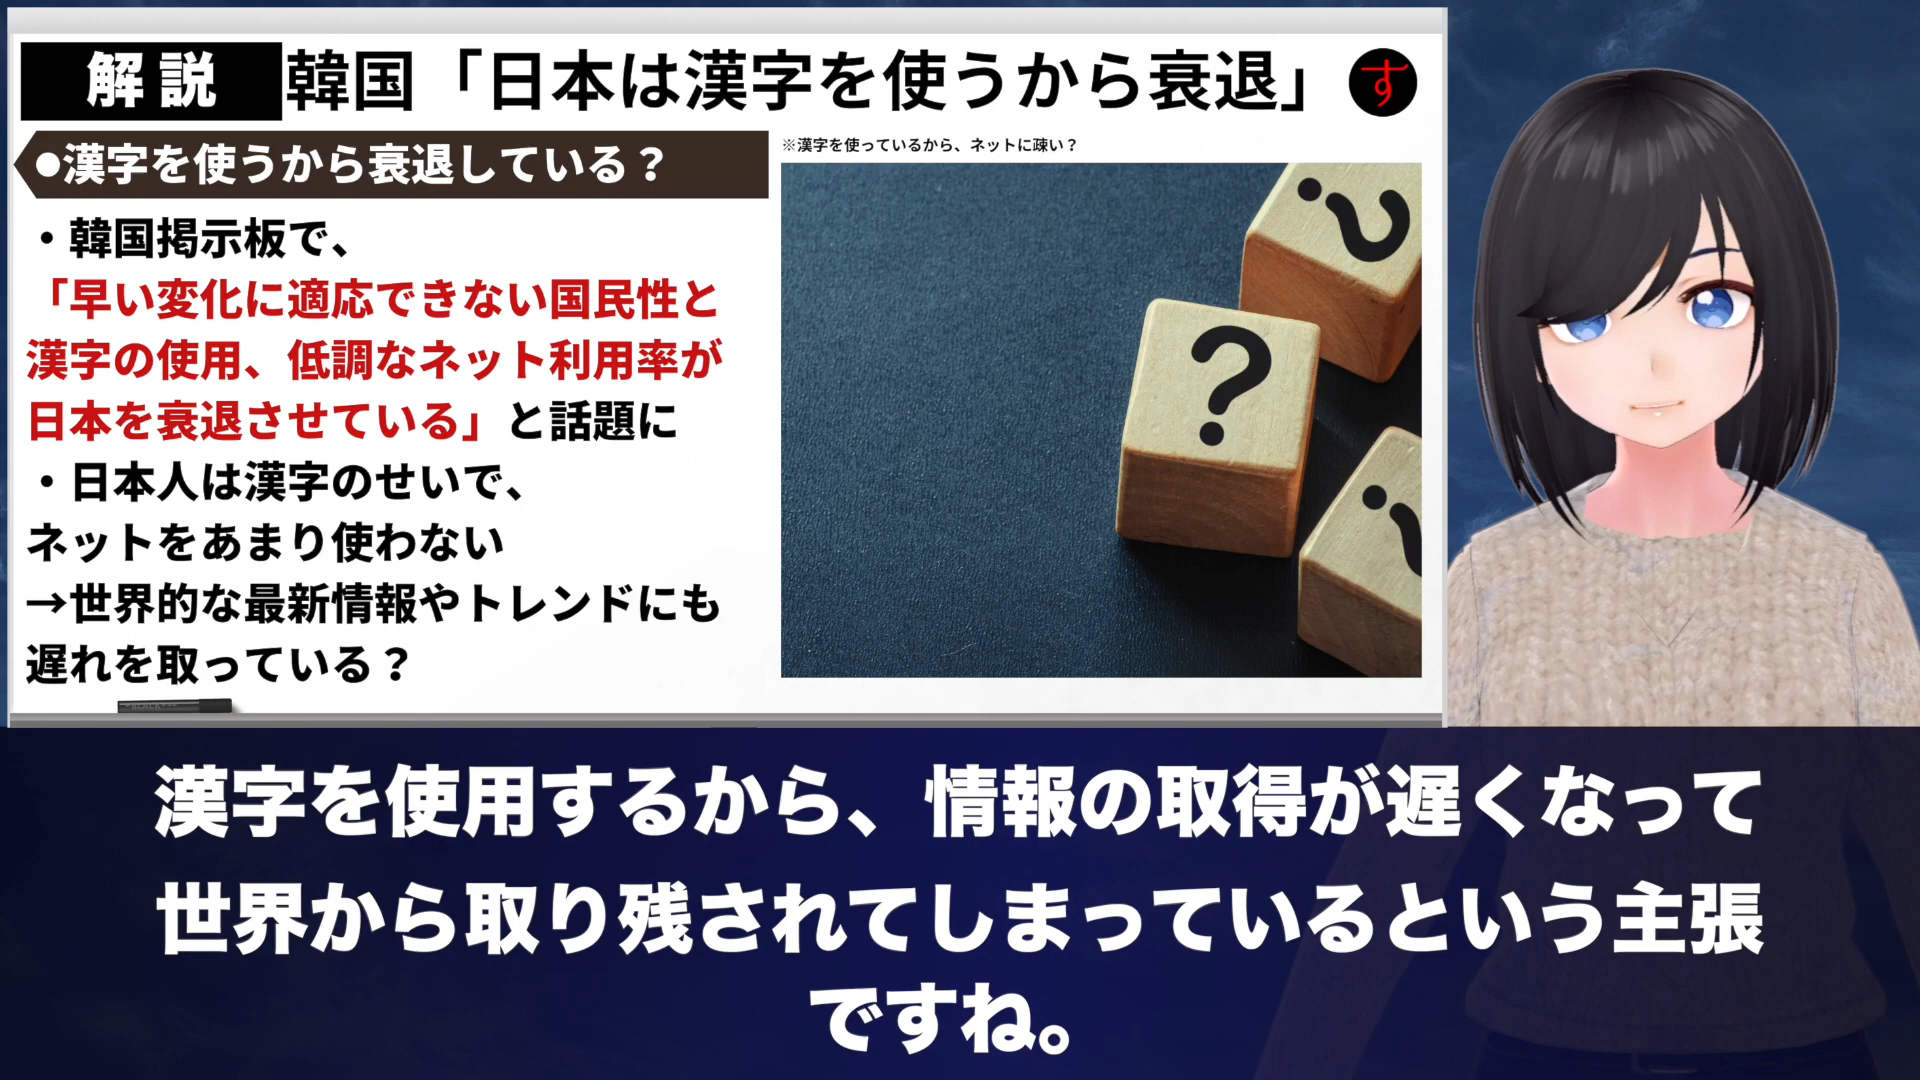 解説 韓国「日本は漢字を使うから衰退」 す
●漢字を使うから衰退している？
・韓国掲示板で、
「早い変化に適応できない国民性と
漢字の使用、低調なネット利用率が
日本を衰退させている」と話題に
・日本人は漢字のせいで、
ネットをあまり使わない
→世界的な最新情報やトレンドにも
遅れを取っている？
※漢字を使っているから、ネットに疎い？
?
?
?
漢字を使用するから、情報の取得が遅くなって
世界から取り残されてしまっているという主張
ですね。